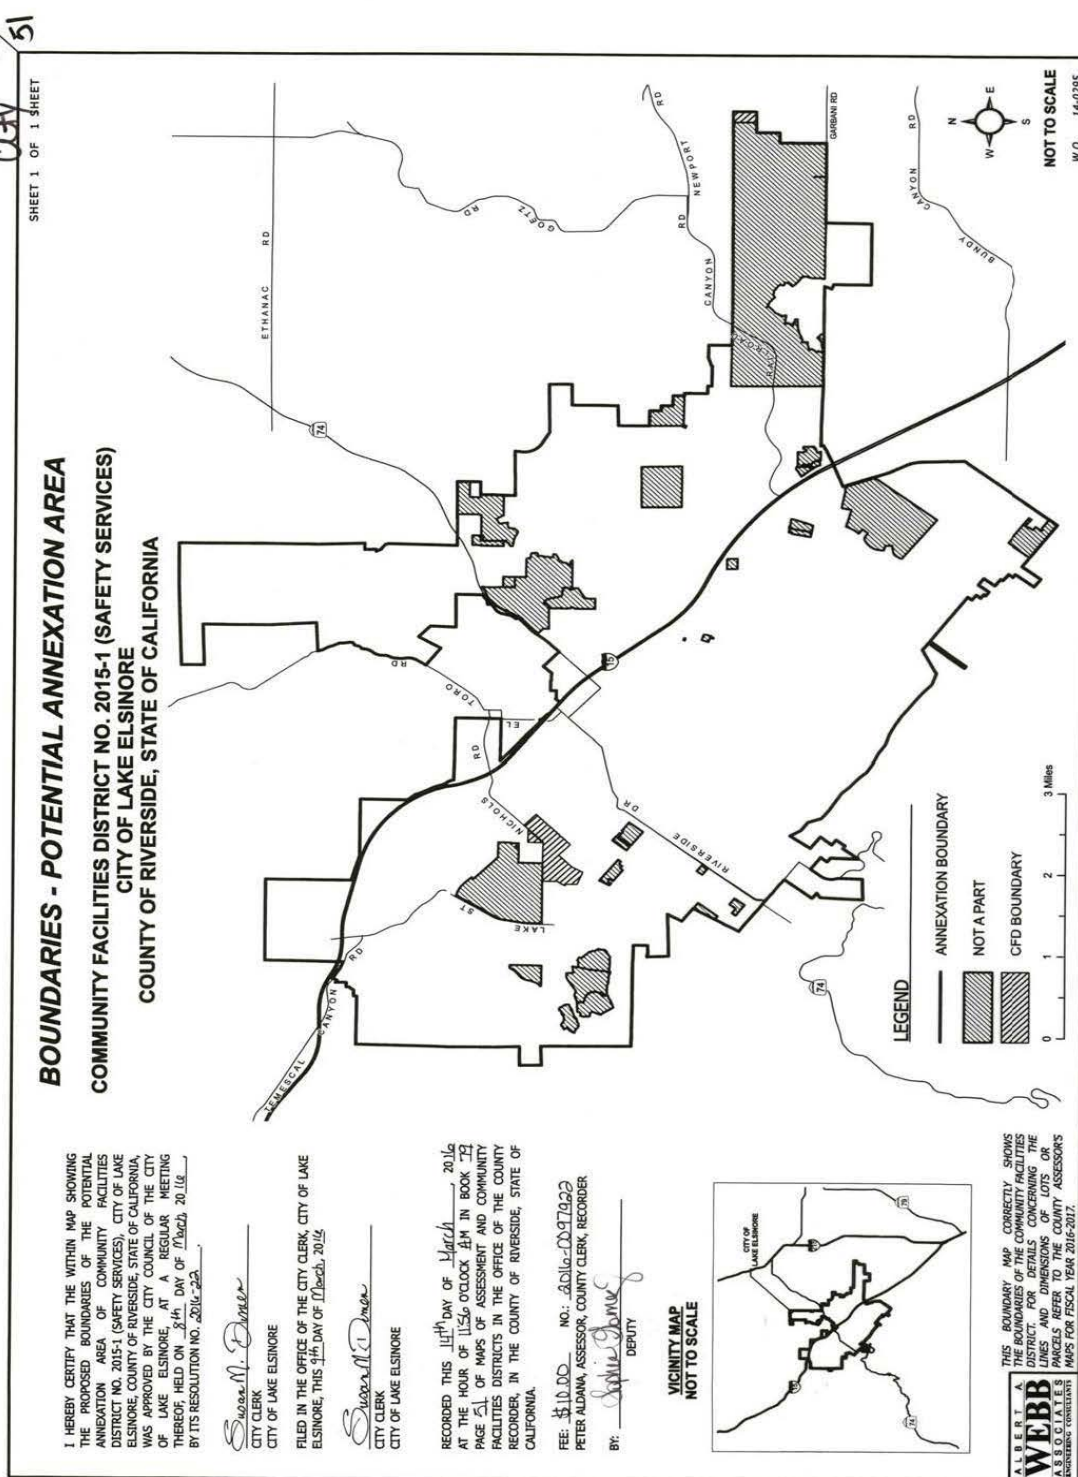 51
SHEET 1 OF 1 SHEET
BOUNDARIES - POTENTIAL ANNEXATION AREA
COMMUNITY FACILITIES DISTRICT NO. 2015-1 (SAFETY SERVICES)
CITY OF LAKE ELSINORE
COUNTY OF RIVERSIDE, STATE OF CALIFORNIA
I HEREBY CERTIFY THAT THE WITHIN MAP SHOWING
THE PROPOSED BOUNDARIES OF THE POTENTIAL
ANNEXATION AREA OF COMMUNITY FACILITIES
DISTRICT NO. 2015-1 (SAFETY SERVICES), CITY OF LAKE
ELSINORE, COUNTY OF RIVERSIDE, STATE OF CALIFORNIA,
WAS APPROVED BY THE CITY COUNCIL OF THE CITY
OF LAKE ELSINORE, AT A REGULAR MEETING
THEREOF, HELD ON 8th DAY OF March, 2016,
BY ITS RESOLUTION NO. 2016-22.
Susan M. Domen
CITY CLERK
CITY OF LAKE ELSINORE
FILED IN THE OFFICE OF THE CITY CLERK, CITY OF LAKE
ELSINORE, THIS 9th DAY OF March, 2016
Susan M. Domen
CITY CLERK
CITY OF LAKE ELSINORE
RECORDED THIS 14th DAY OF March, 2016
AT THE HOUR OF 11:56 O'CLOCK AM IN BOOK 79
PAGE 51 OF MAPS OF ASSESSMENT AND COMMUNITY
FACILITIES DISTRICTS IN THE OFFICE OF THE COUNTY
RECORDER, IN THE COUNTY OF RIVERSIDE, STATE OF
CALIFORNIA.
FEE: $10.00 NO.: 2016-0097922
PETER ALDANA, ASSESSOR, COUNTY CLERK, RECORDER
BY:
DEPUTY
VICINITY MAP
NOT TO SCALE
CITY OF
LAKE ELSINORE
15
15
74
79
THIS BOUNDARY MAP CORRECTLY SHOWS
THE BOUNDARIES OF THE COMMUNITY FACILITIES
DISTRICT. FOR DETAILS CONCERNING THE
LINES AND DIMENSIONS OF LOTS OR
PARCELS REFER TO THE COUNTY ASSESSOR'S
MAPS FOR FISCAL YEAR 2016-2017.
ALBERT A.
WEBB
ASSOCIATES
ENGINEERING CONSULTANTS
TEMESCAL CANYON RD
LAKE ST
NICHOLS RD
EL TORO RD
RIVERSIDE DR
15
74
74
ETHANAC RD
GOETZ RD
NEWPORT RD
RAILROAD CANYON RD
GARBANI RD
BUNDY CANYON RD
LEGEND
ANNEXATION BOUNDARY
NOT A PART
CFD BOUNDARY
0 1 2 3 Miles
N
E
S
W
NOT TO SCALE
W.O. 14-0295